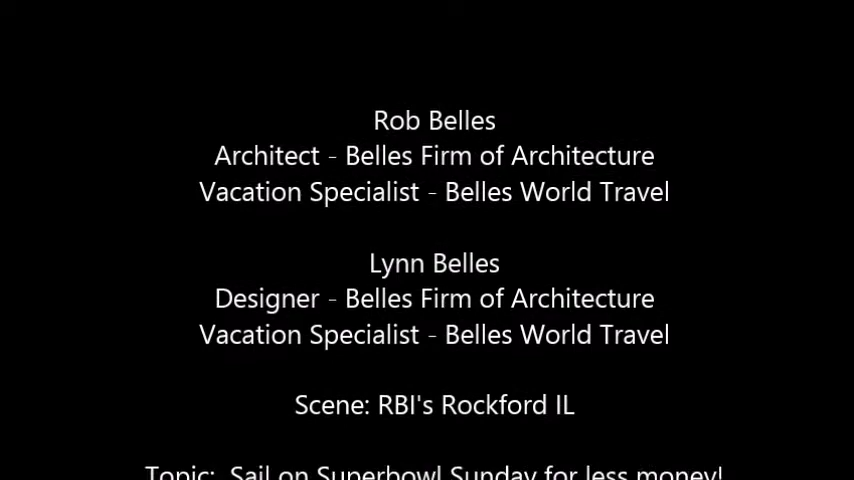 Rob Belles
Architect - Belles Firm of Architecture
Vacation Specialist - Belles World Travel
Lynn Belles
Designer - Belles Firm of Architecture
Vacation Specialist - Belles World Travel
Scene: RBI's Rockford IL
Topic:  Sail on Superbowl Sunday for less money!